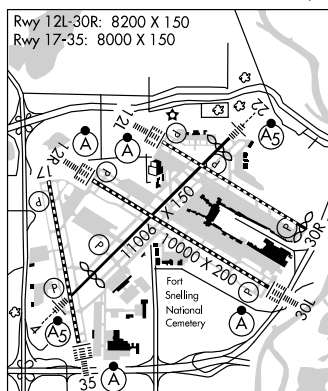 Rwy 12L-30R: 8200 X 150
Rwy 17-35: 8000 X 150
12L
22
P
A
A
A5
12R
P
P
17
P
11006 X 150
10000 X 200
P
30R
P
P
P
30L
4
A5
Fort
Snelling
National
Cemetery
A
35
A